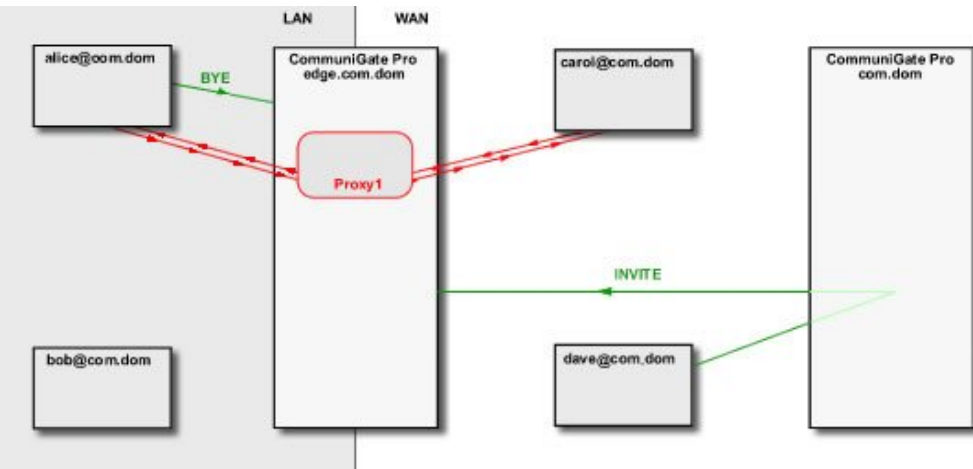 LAN WAN
alice@com.dom
CommuniGate Pro
edge.com.dom
carol@com.dom
CommuniGate Pro
com.dom
BYE
Proxy1
INVITE
bob@com.dom
dave@com.dom